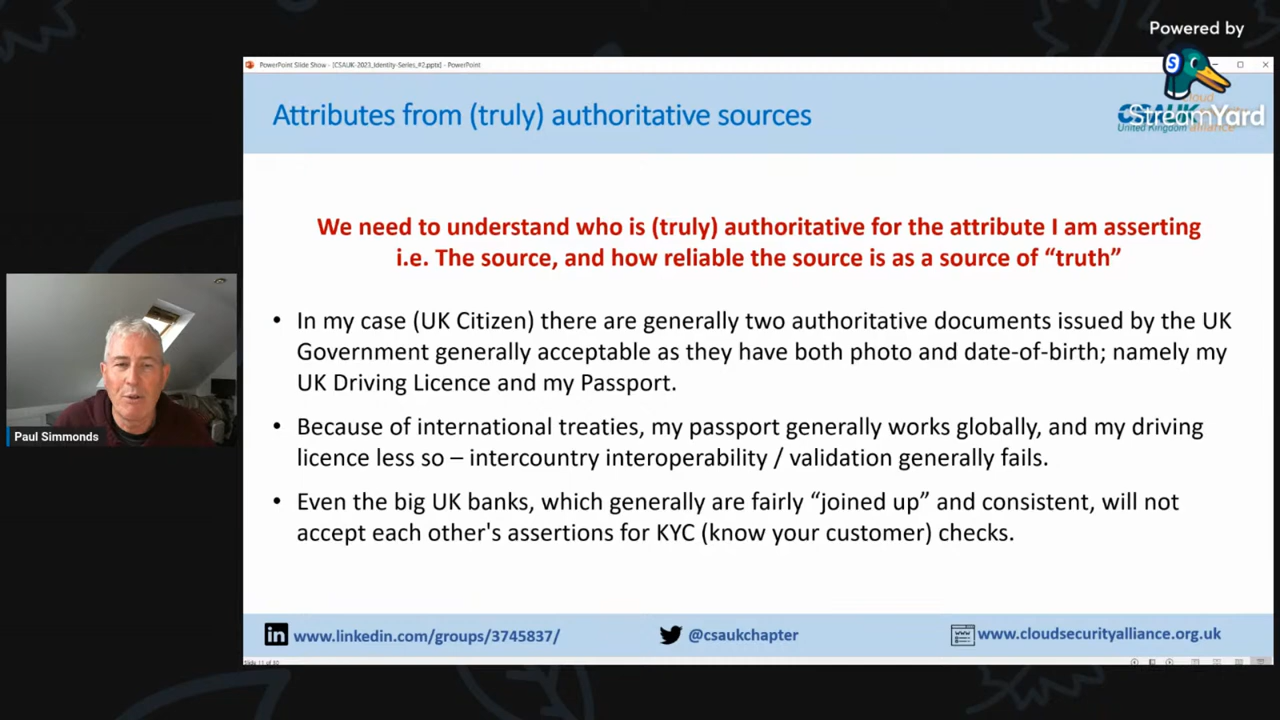 Powered by
StreamYard
PowerPoint Slide Show - [CSAUK-2023_Identity-Series_#2.pptx] - PowerPoint
Attributes from (truly) authoritative sources
CSAUK
United Kingdom
cloud
alliance
We need to understand who is (truly) authoritative for the attribute I am asserting
i.e. The source, and how reliable the source is as a source of “truth”
• In my case (UK Citizen) there are generally two authoritative documents issued by the UK
Government generally acceptable as they have both photo and date-of-birth; namely my
UK Driving Licence and my Passport.
• Because of international treaties, my passport generally works globally, and my driving
licence less so – intercountry interoperability / validation generally fails.
• Even the big UK banks, which generally are fairly “joined up” and consistent, will not
accept each other's assertions for KYC (know your customer) checks.
Paul Simmonds
www.linkedin.com/groups/3745837/
@csaukchapter
www.cloudsecurityalliance.org.uk
Slide 11 of 30